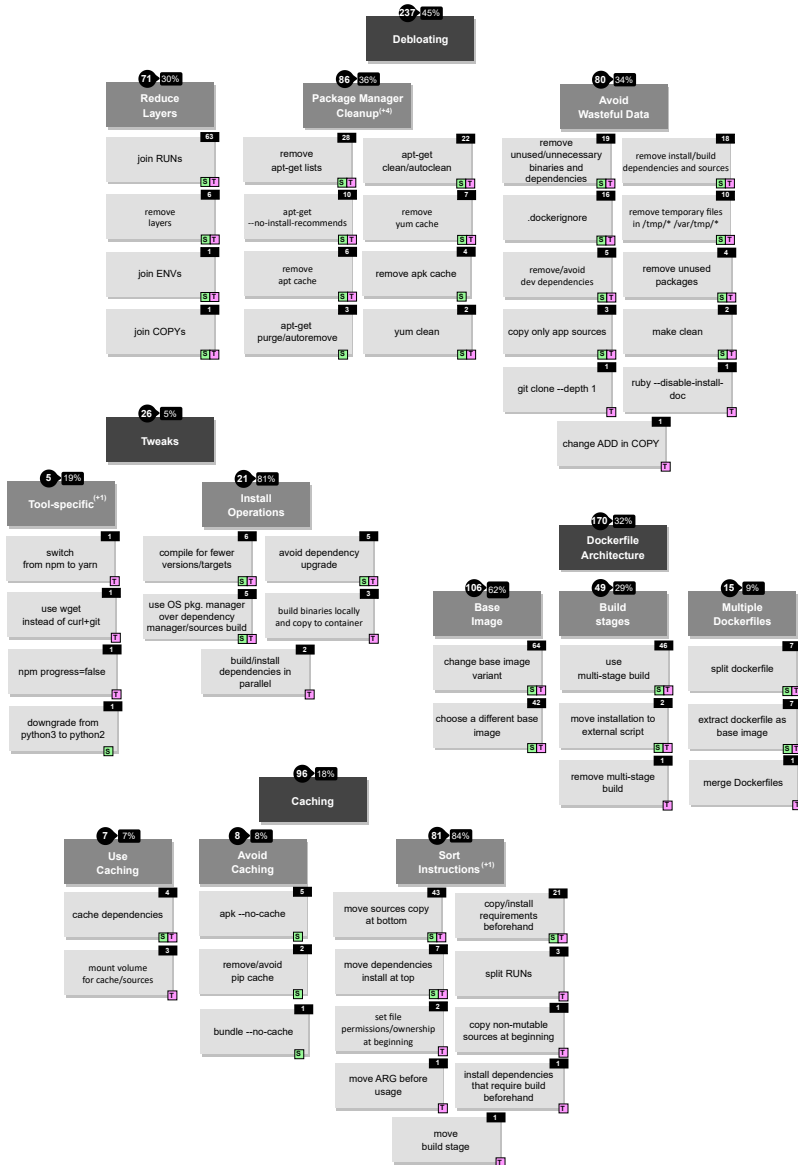 237 45%
Debloating
71 30%
Reduce
Layers
63
join RUNs
S T
6
remove
layers
S T
1
join ENVs
S T
1
join COPYs
S T
86 36%
Package Manager
Cleanup(+4)
28
remove
apt-get lists
S T
22
apt-get
clean/autoclean
S T
10
apt-get
--no-install-recommends
S T
7
remove
yum cache
S T
6
remove
apt cache
S T
4
remove apk cache
S
3
apt-get
purge/autoremove
S
2
yum clean
S T
80 34%
Avoid
Wasteful Data
19
remove
unused/unnecessary
binaries and
dependencies
S T
18
remove install/build
dependencies and sources
S T
16
.dockerignore
S T
10
remove temporary files
in /tmp/* /var/tmp/*
S T
5
remove/avoid
dev dependencies
S T
4
remove unused
packages
S T
3
copy only app sources
S T
2
make clean
S T
1
git clone --depth 1
T
1
ruby --disable-install-
doc
T
1
change ADD in COPY
T
26 5%
Tweaks
5 19%
Tool-specific(+1)
1
switch
from npm to yarn
T
1
use wget
instead of curl+git
T
1
npm progress=false
T
1
downgrade from
python3 to python2
S
21 81%
Install
Operations
6
compile for fewer
versions/targets
S T
5
avoid dependency
upgrade
S T
5
use OS pkg. manager
over dependency
manager/sources build
S T
3
build binaries locally
and copy to container
T
2
build/install
dependencies in
parallel
T
170 32%
Dockerfile
Architecture
106 62%
Base
Image
64
change base image
variant
S T
42
choose a different base
image
S T
49 29%
Build
stages
46
use
multi-stage build
S T
2
move installation to
external script
S T
1
remove multi-stage
build
T
15 9%
Multiple
Dockerfiles
7
split dockerfile
S T
7
extract dockerfile as
base image
S T
1
merge Dockerfiles
T
96 18%
Caching
7 7%
Use
Caching
4
cache dependencies
S T
3
mount volume
for cache/sources
T
8 8%
Avoid
Caching
5
apk --no-cache
S
2
remove/avoid
pip cache
S
1
bundle --no-cache
S
81 84%
Sort
Instructions(+1)
43
move sources copy
at bottom
S T
21
copy/install
requirements
beforehand
S T
7
move dependencies
install at top
S T
3
split RUNs
T
2
set file
permissions/ownership
at beginning
T
1
copy non-mutable
sources at beginning
T
1
move ARG before
usage
T
1
install dependencies
that require build
beforehand
T
1
move
build stage
T